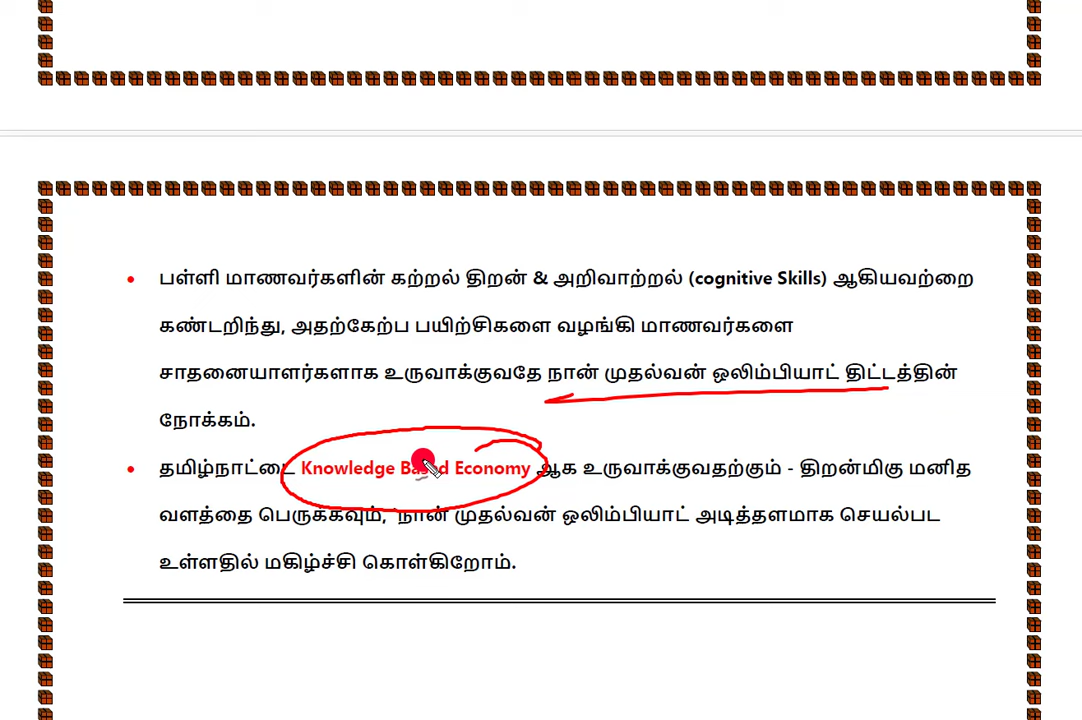 • பள்ளி மாணவர்களின் கற்றல் திறன் & அறிவாற்றல் (cognitive Skills) ஆகியவற்றை
கண்டறிந்து, அதற்கேற்ப பயிற்சிகளை வழங்கி மாணவர்களை
சாதனையாளர்களாக உருவாக்குவதே நான் முதல்வன் ஒலிம்பியாட் திட்டத்தின்
நோக்கம்.
• தமிழ்நாட்டை Knowledge Based Economy ஆக உருவாக்குவதற்கும் - திறன்மிகு மனித
வளத்தை பெருக்கவும், 'நான் முதல்வன் ஒலிம்பியாட் அடித்தளமாக செயல்பட
உள்ளதில் மகிழ்ச்சி கொள்கிறோம்.